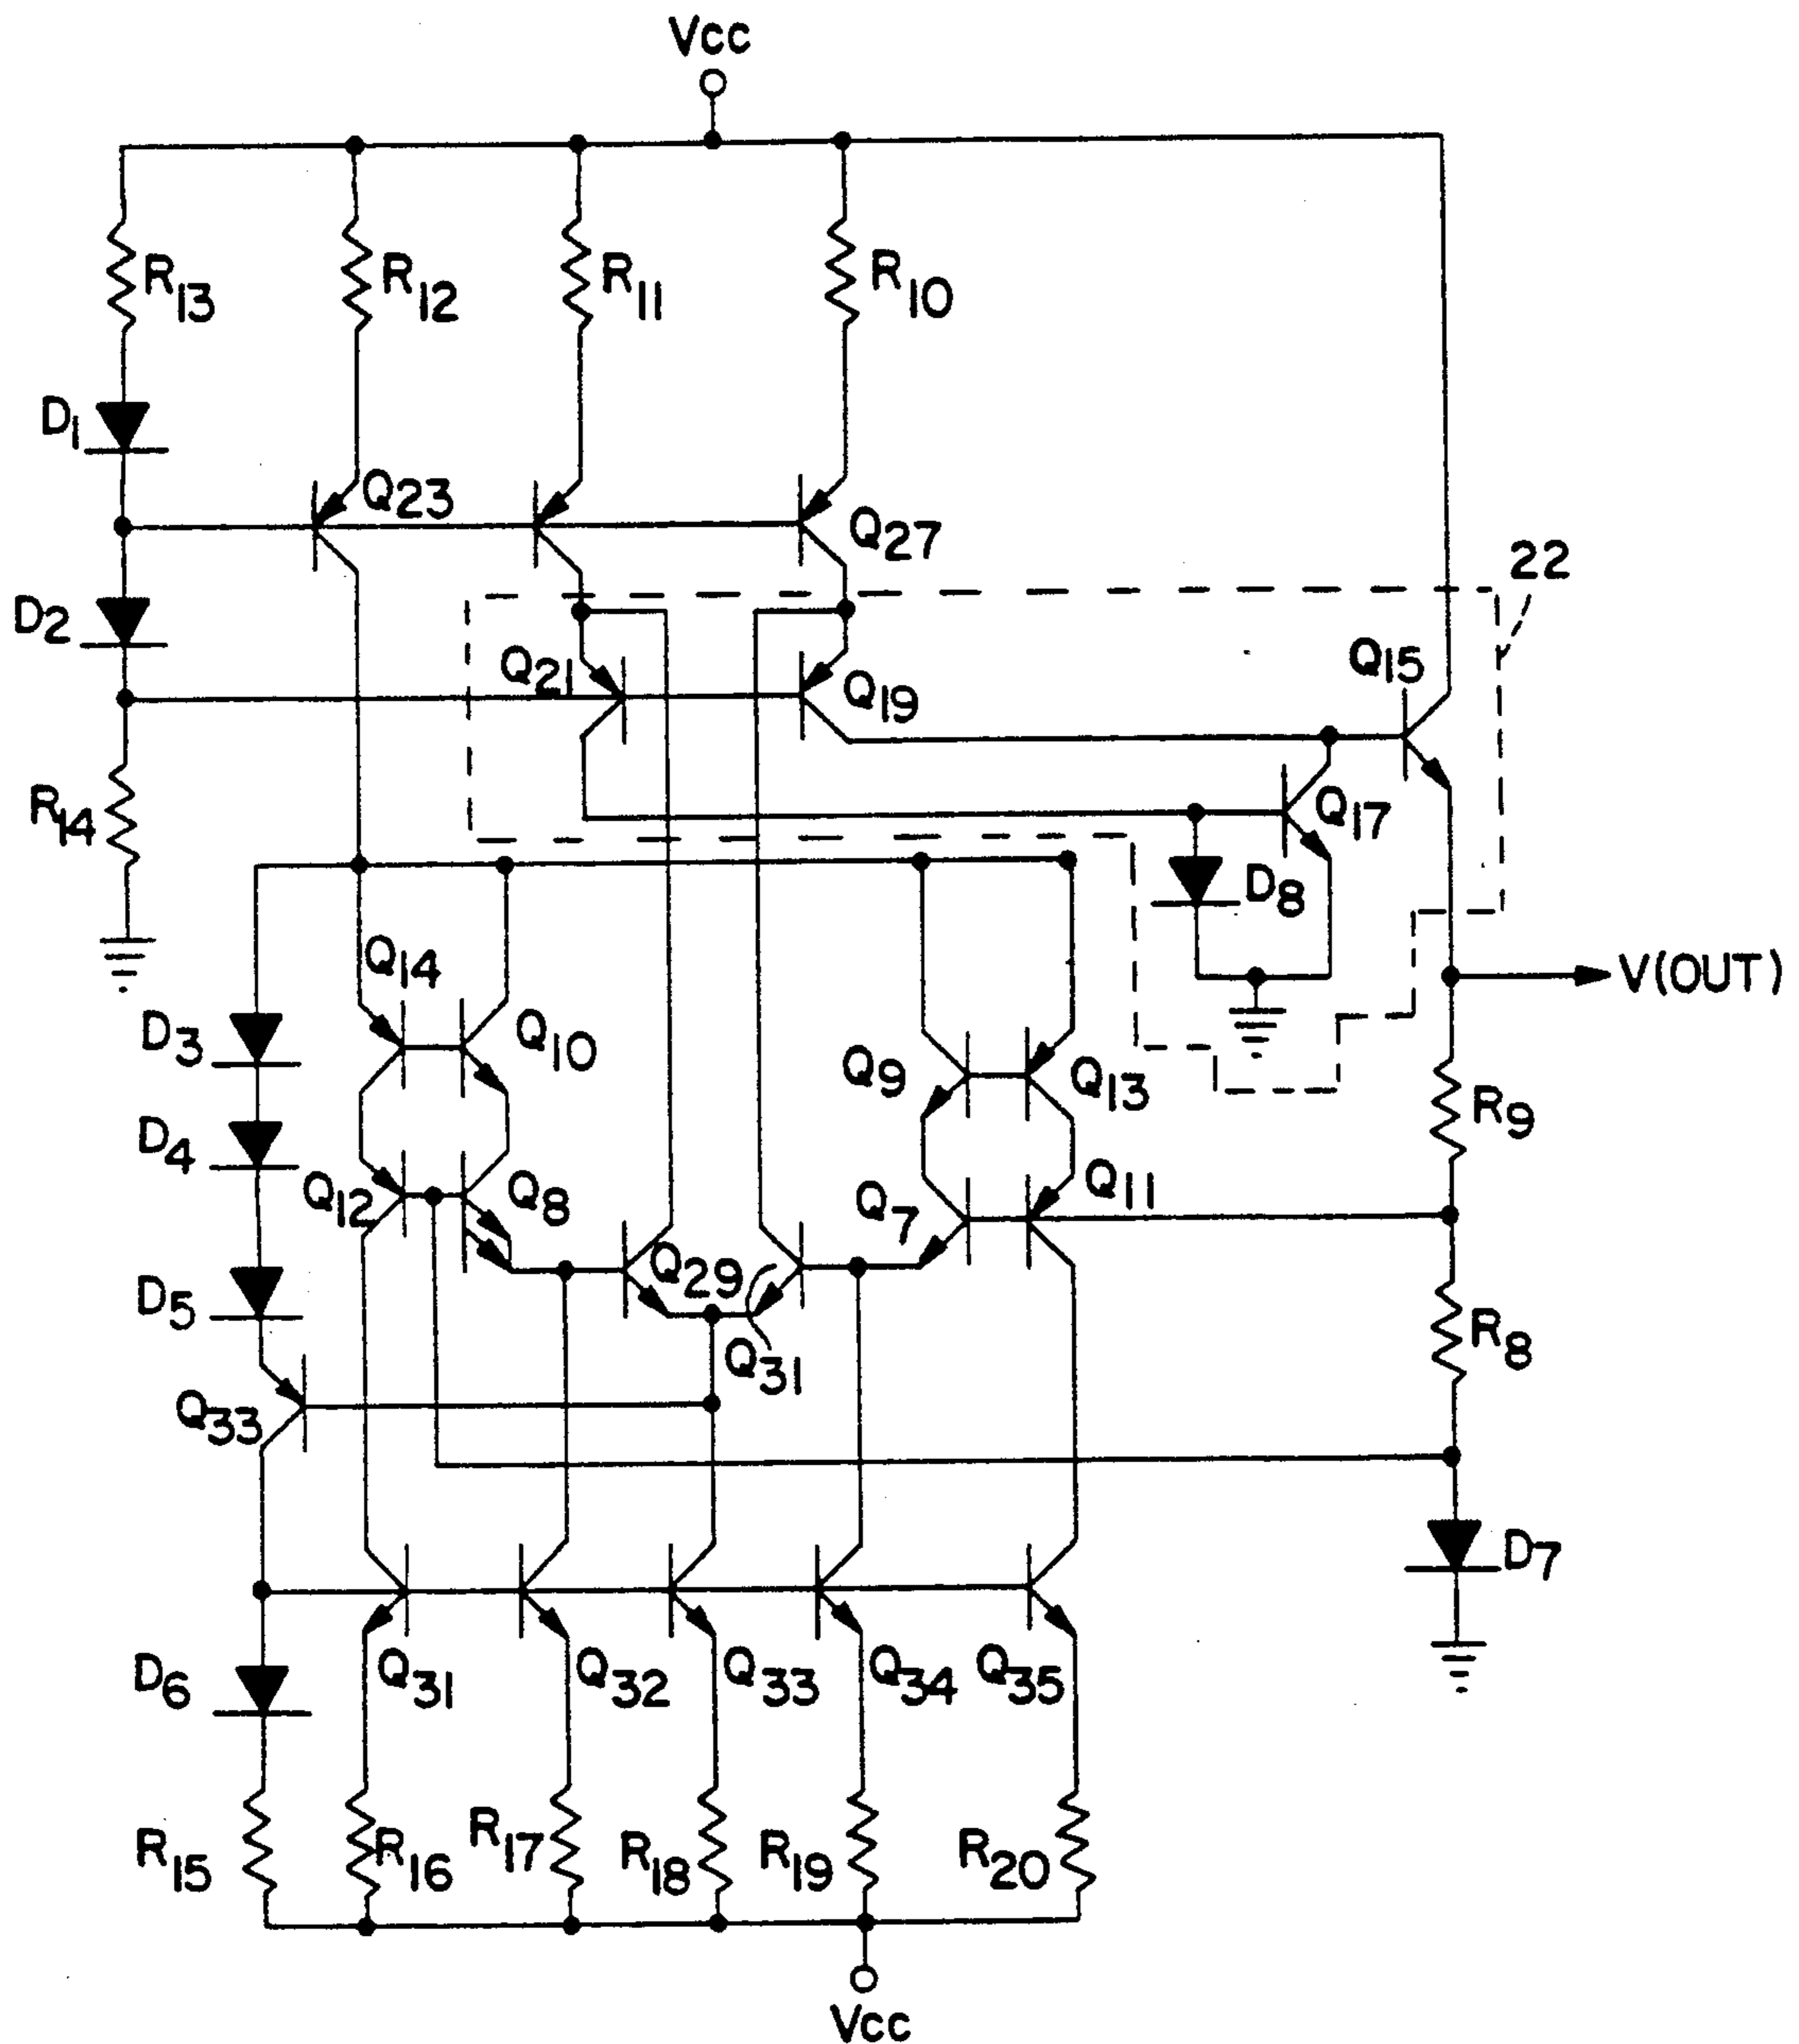 Vcc
R13
R12
R11
R10
D1
Q23
Q27
22
D2
Q21
Q19
Q15
R14
Q17
D8
Q14
V(OUT)
D3
Q10
Q9
Q13
R9
D4
Q12
Q8
Q7
Q11
Q29
D5
R8
Q31
Q33
D7
D6
Q31
Q32
Q33
Q34
Q35
R15
R16
R17
R18
R19
R20
Vcc